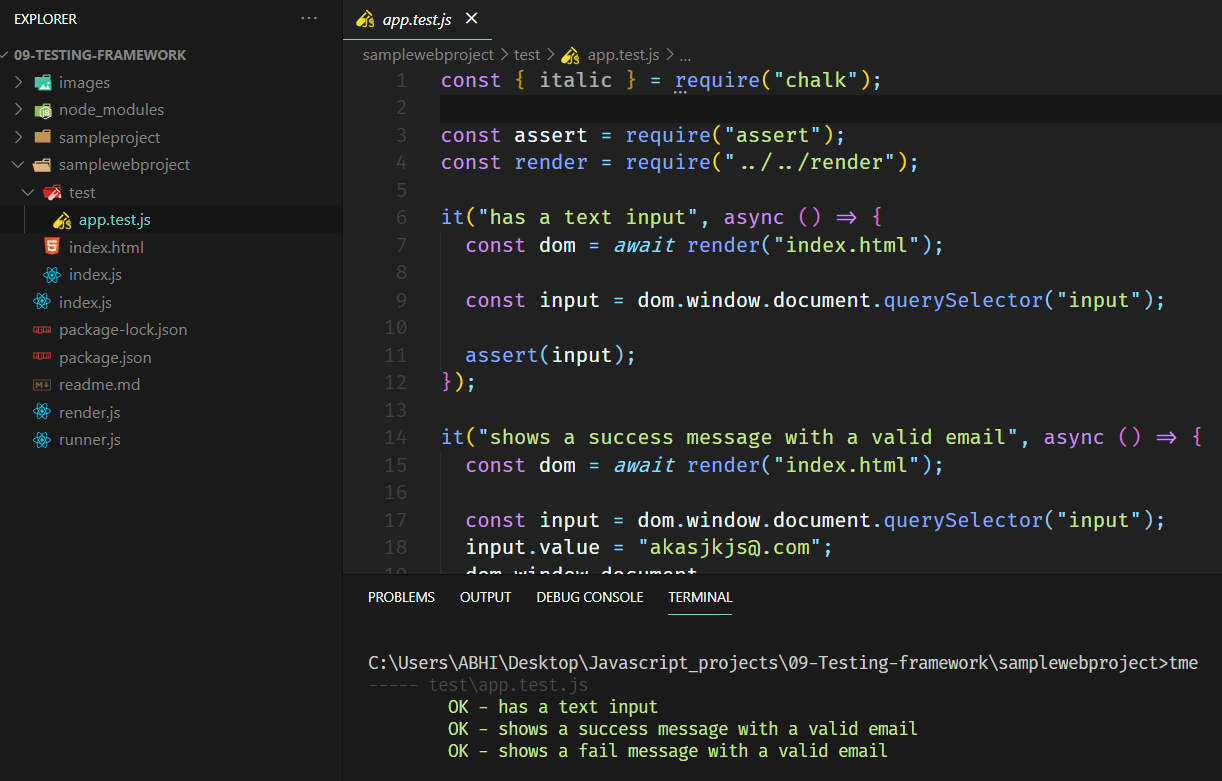 EXPLORER ...
09-TESTING-FRAMEWORK
images
node_modules
sampleproject
samplewebproject
test
app.test.js
index.html
index.js
index.js
package-lock.json
package.json
readme.md
render.js
runner.js
app.test.js
samplewebproject > test > app.test.js > ...
1 const { italic } = require("chalk");
2
3 const assert = require("assert");
4 const render = require("../../render");
5
6 it("has a text input", async () => {
7 const dom = await render("index.html");
8
9 const input = dom.window.document.querySelector("input");
10
11 assert(input);
12 });
13
14 it("shows a success message with a valid email", async () => {
15 const dom = await render("index.html");
16
17 const input = dom.window.document.querySelector("input");
18 input.value = "akasjkjs@.com";
19 dom.window.document
PROBLEMS OUTPUT DEBUG CONSOLE TERMINAL
C:\Users\ABHI\Desktop\Javascript_projects\09-Testing-framework\samplewebproject>tme
----- test\app.test.js
OK - has a text input
OK - shows a success message with a valid email
OK - shows a fail message with a valid email